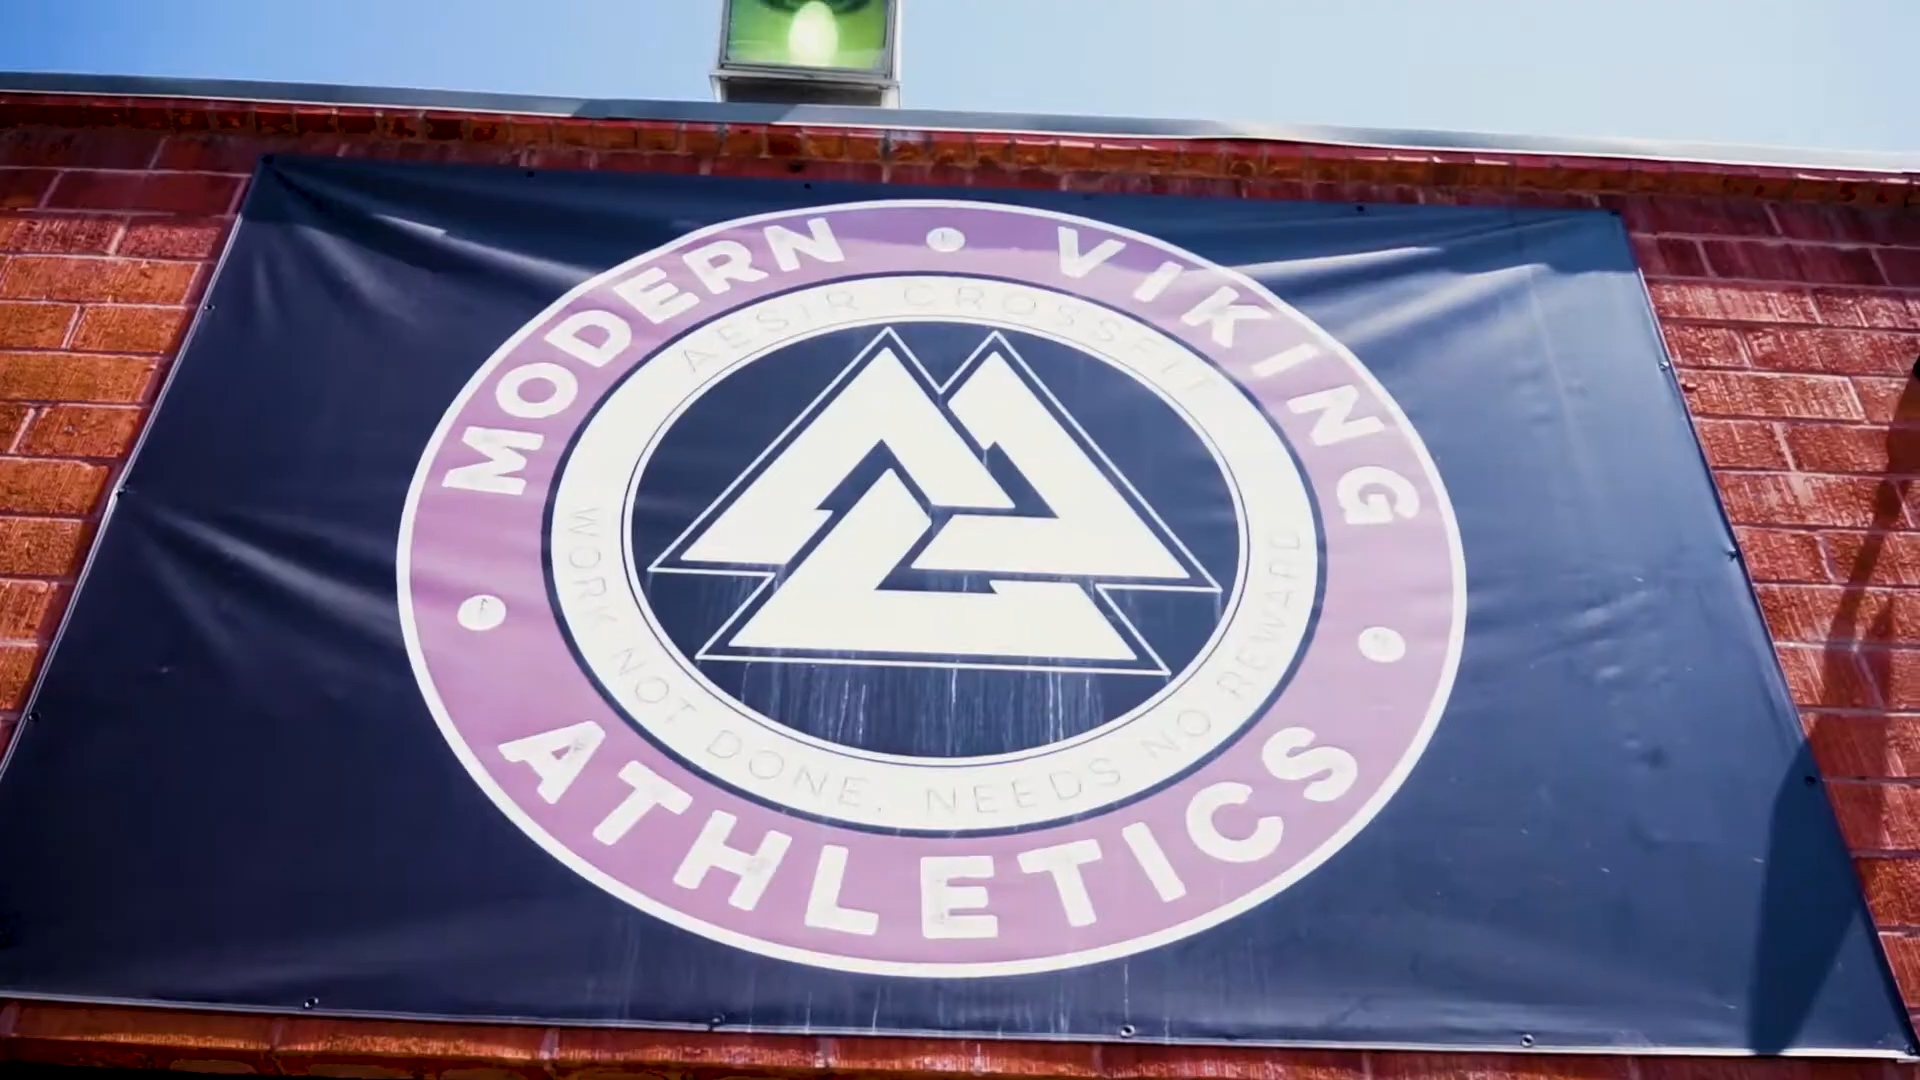 MODERN • VIKING
AESIR CROSSFIT
WORK NOT DONE, NEEDS NO REWARD
• ATHLETICS •